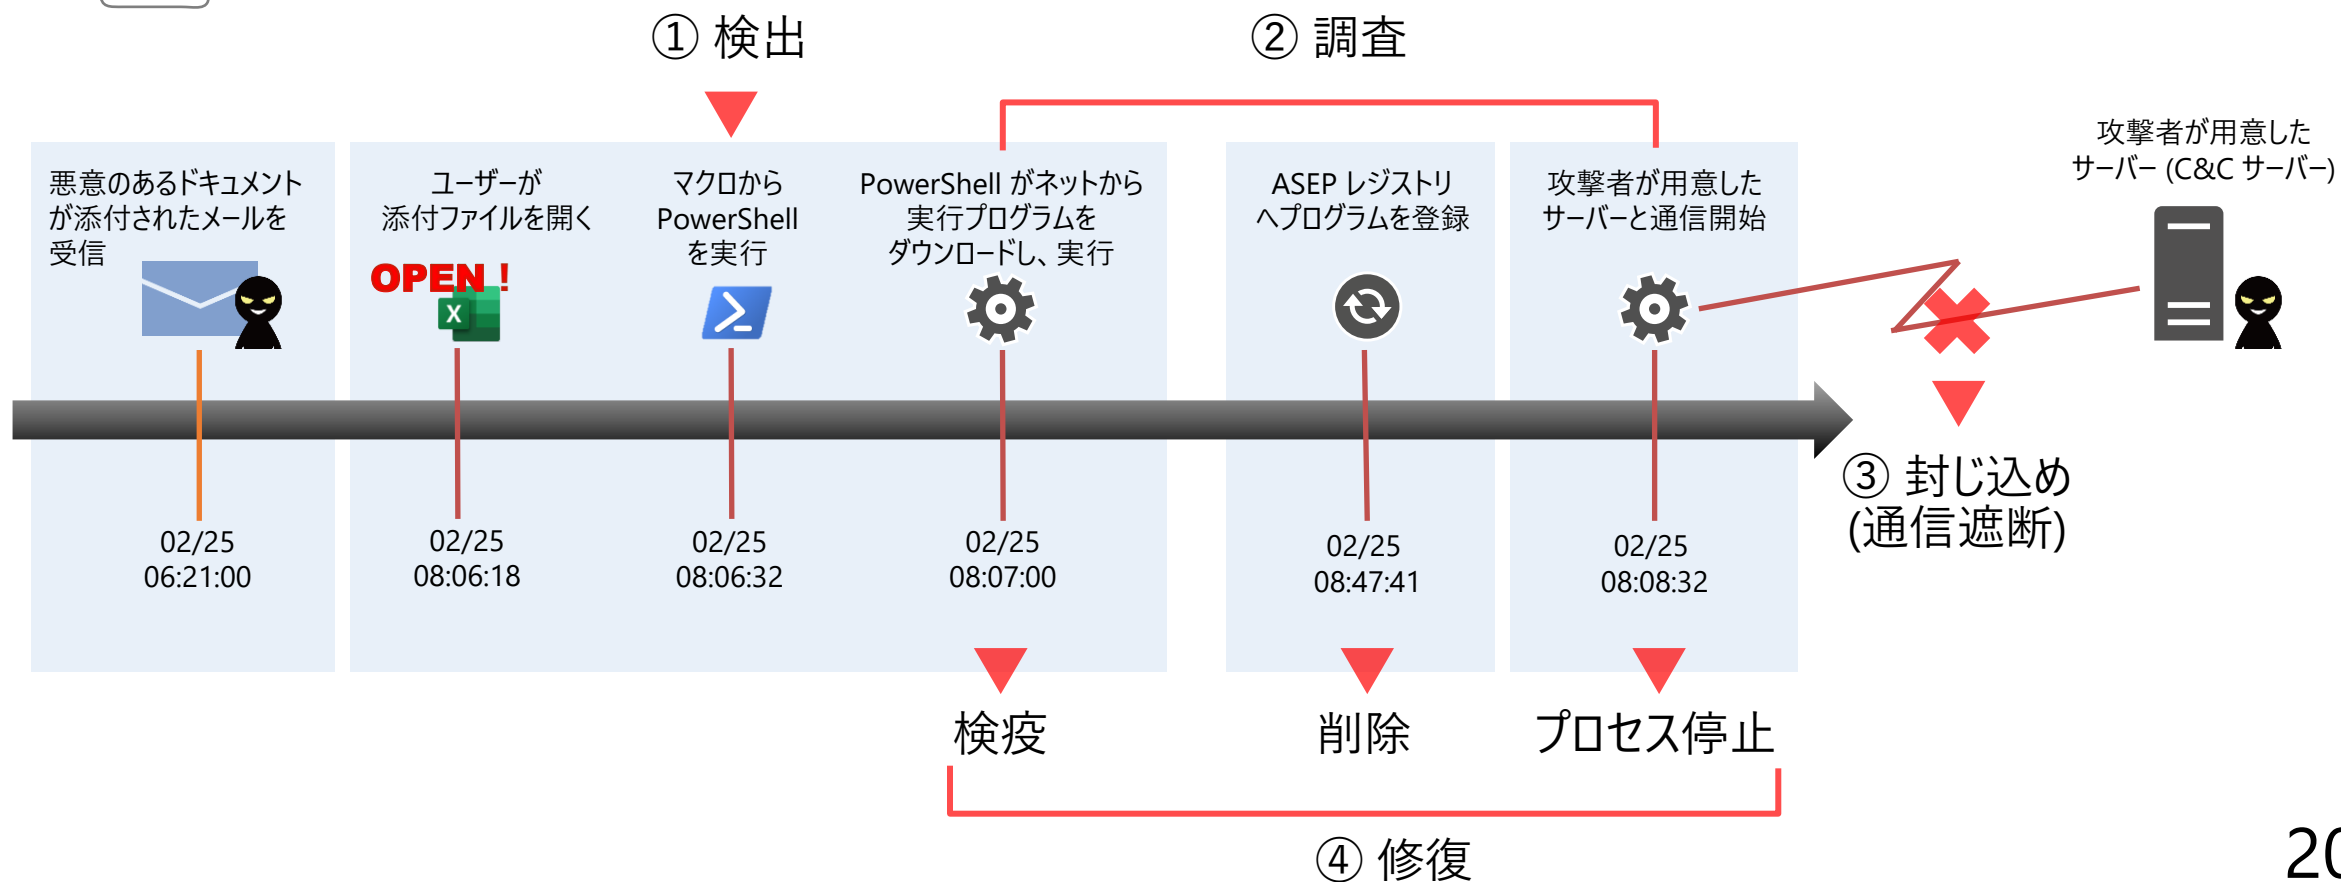 ① 検出
② 調査
攻撃者が用意した
サーバー (C&C サーバー)
悪意のあるドキュメント
が添付されたメールを
受信
ユーザーが
添付ファイルを開く
OPEN！
X
マクロから
PowerShell
を実行
PowerShell がネットから
実行プログラムを
ダウンロードし、実行
ASEP レジストリ
へプログラムを登録
攻撃者が用意した
サーバーと通信開始
02/25
06:21:00
02/25
08:06:18
02/25
08:06:32
02/25
08:07:00
02/25
08:47:41
02/25
08:08:32
③ 封じ込め
(通信遮断)
検疫
削除
プロセス停止
④ 修復